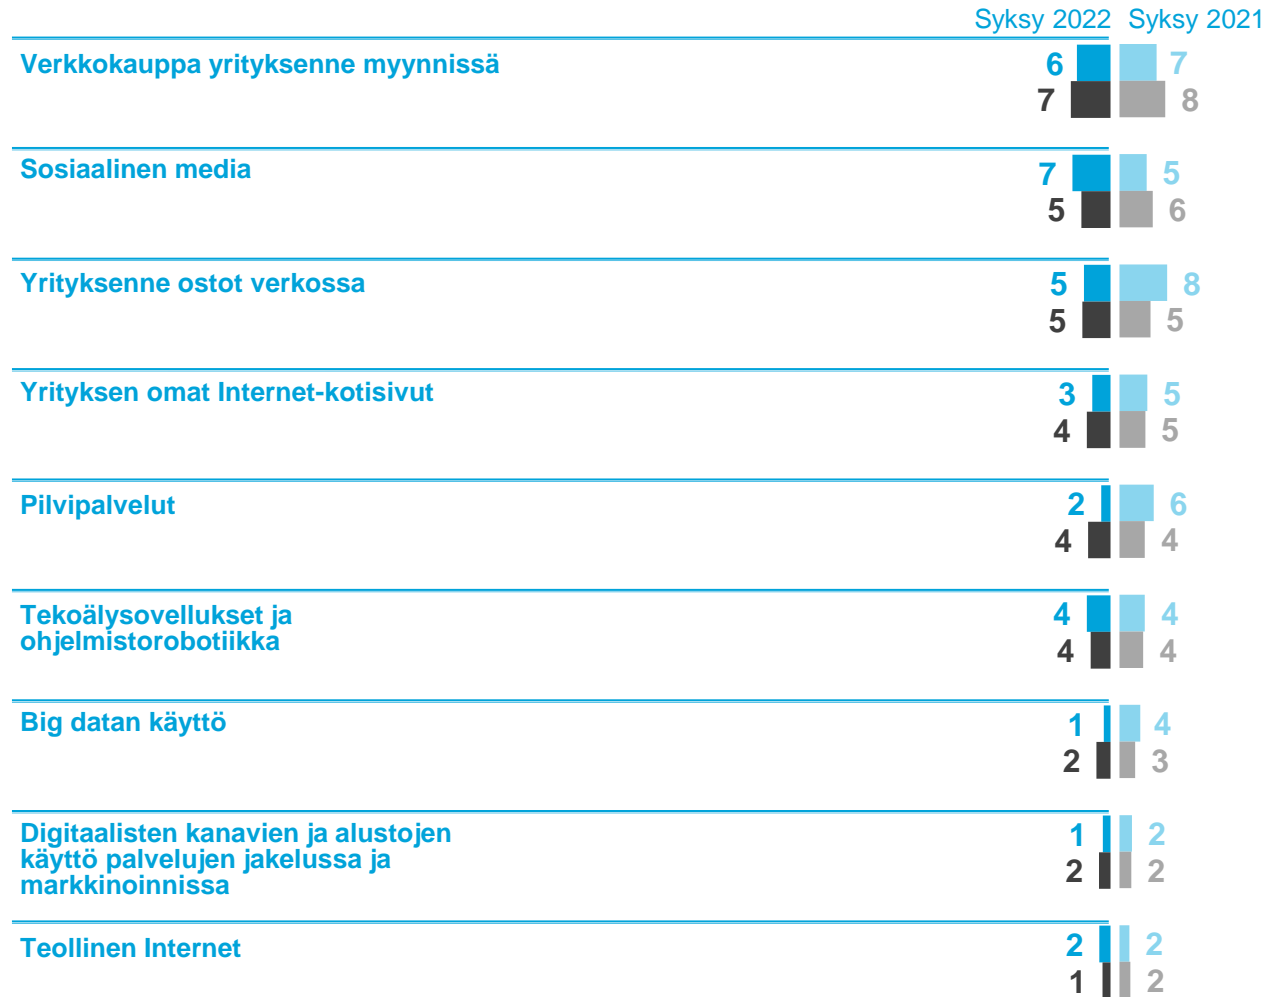 Syksy 2022 Syksy 2021
Verkkokauppa yrityksenne myynnissä 6 7
7 8
Sosiaalinen media 7 5
5 6
Yrityksenne ostot verkossa 5 8
5 5
Yrityksen omat Internet-kotisivut 3 5
4 5
Pilvipalvelut 2 6
4 4
Tekoälysovellukset ja 4 4
ohjelmistorobotiikka
4 4
Big datan käyttö 1 4
2 3
Digitaalisten kanavien ja alustojen 1 2
käyttö palvelujen jakelussa ja
2 2
markkinoinnissa
Teollinen Internet 2 2
1 2